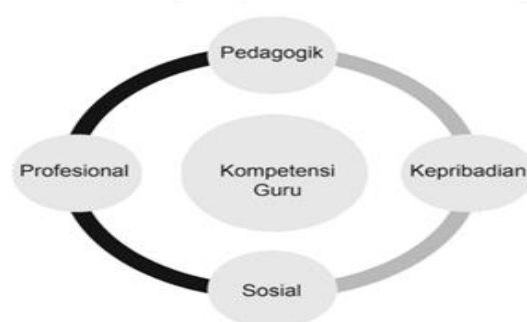 Pedagogik
Profesional
Kompetensi
Guru
Kepribadian
Sosial